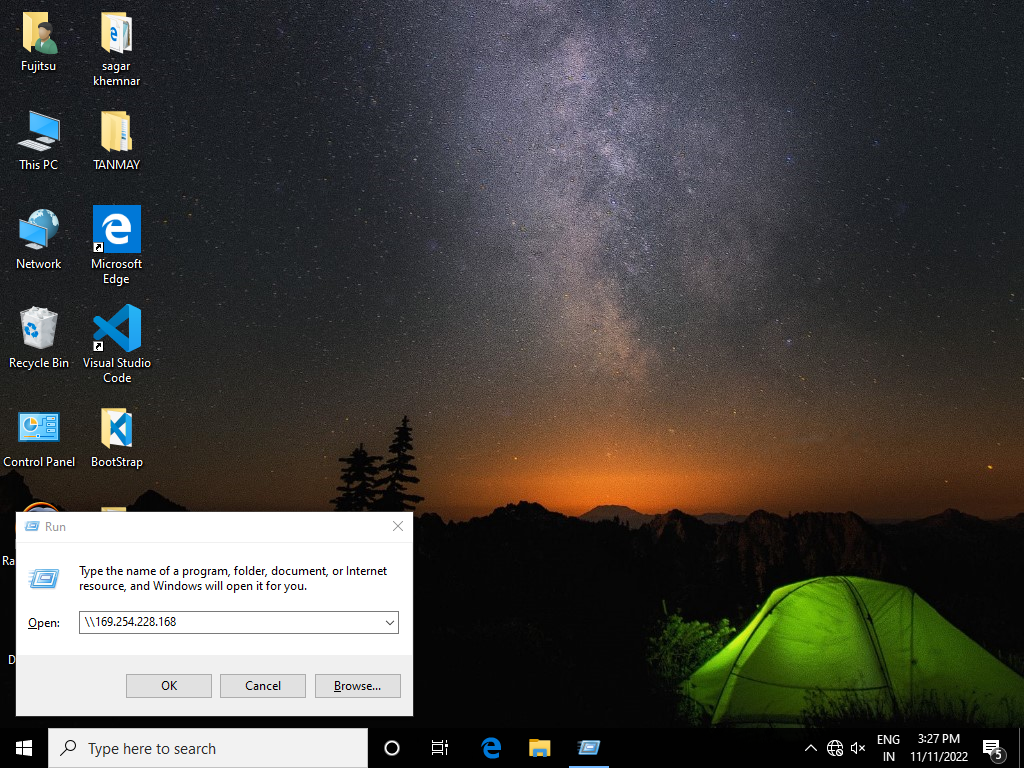 Fujitsu
sagar
khemnar
This PC
TANMAY
Network
Microsoft
Edge
Recycle Bin
Visual Studio
Code
Control Panel
BootStrap
Ra
D
Run
Type the name of a program, folder, document, or Internet
resource, and Windows will open it for you.
Open:
\\169.254.228.168
OK
Cancel
Browse...
Type here to search
ENG
IN
3:27 PM
11/11/2022
5